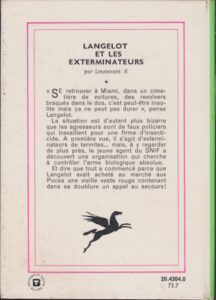 LANGELOT
ET LES
EXTERMINATEURS
par Lieutenant X
★
« SE retrouver à Miami, dans un cime-
tière de voitures, des revolvers
braqués dans le dos, c'est peut-être inso-
lite mais ça ne peut pas durer », pense
Langelot.
La situation est d'autant plus bizarre
que les agresseurs sont de faux policiers
qui travaillent pour une firme d'insecti-
cide. A première vue, il s'agit d'extermi-
nateurs de termites... mais, à y regarder
de plus près, le jeune agent du SNIF a
découvert une organisation qui cherche
à contrôler l'arme biologique absolue.
Et dire que tout a commencé parce que
Langelot avait acheté au marché aux
Puces une vieille veste rouge contenant
dans sa doublure un appel au secours!
20.4304.0
73.7